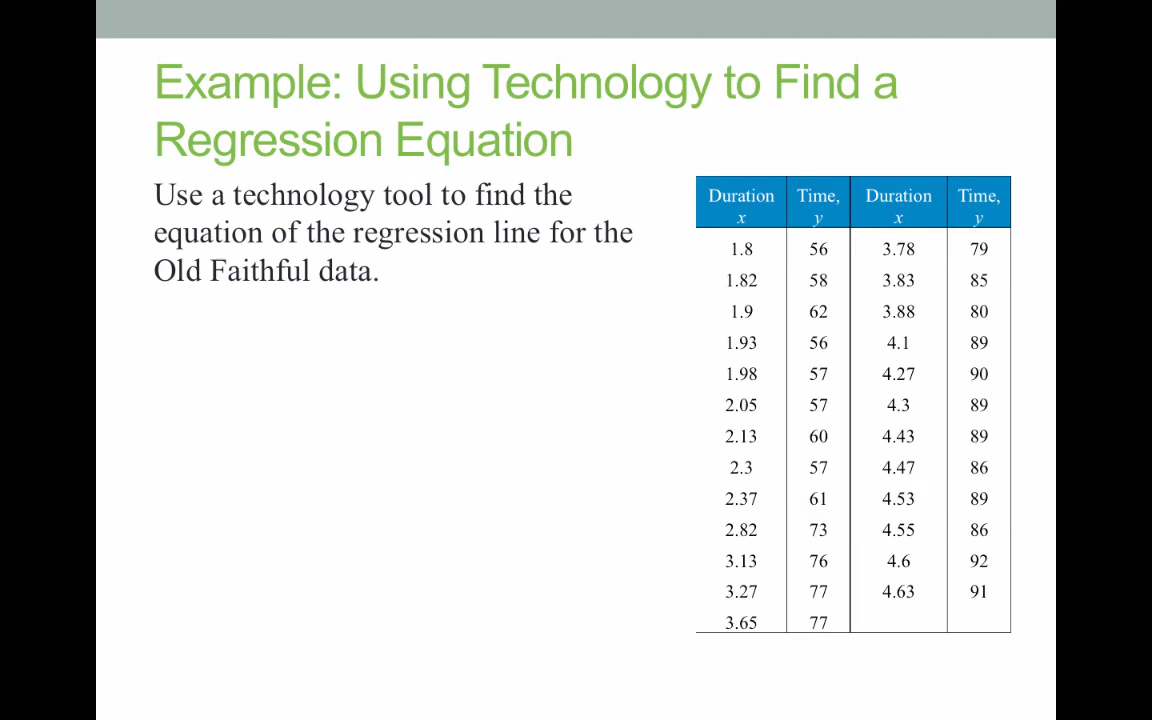 Example: Using Technology to Find a
Regression Equation
Use a technology tool to find the
equation of the regression line for the
Old Faithful data.
Duration x Time, y Duration x Time, y
1.8 56 3.78 79
1.82 58 3.83 85
1.9 62 3.88 80
1.93 56 4.1 89
1.98 57 4.27 90
2.05 57 4.3 89
2.13 60 4.43 89
2.3 57 4.47 86
2.37 61 4.53 89
2.82 73 4.55 86
3.13 76 4.6 92
3.27 77 4.63 91
3.65 77